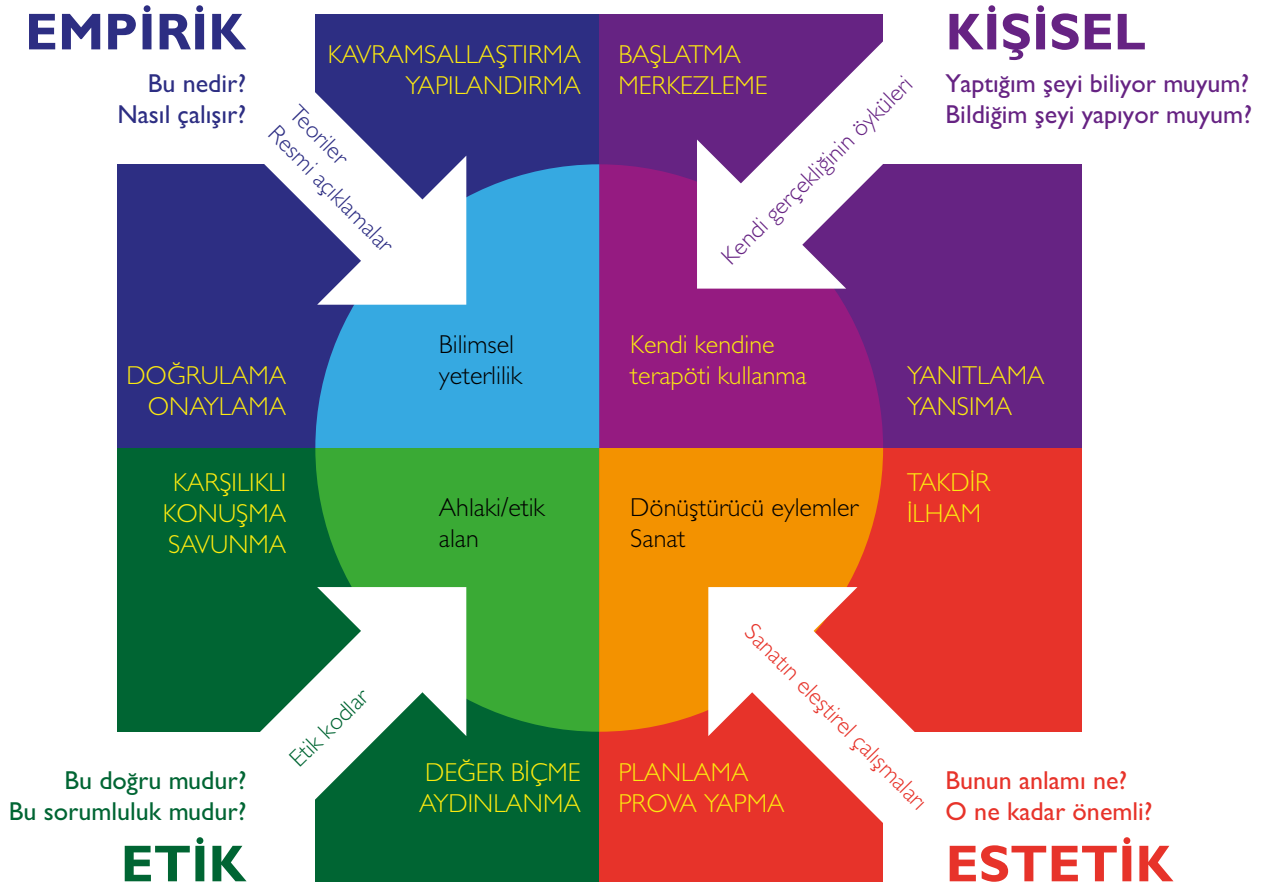 EMPİRİK
Bu nedir?
Nasıl çalışır?
Teoriler
Resmi açıklamalar
KAVRAMSALLAŞTIRMA
YAPILANDIRMA
DOĞRULAMA
ONAYLAMA
Bilimsel
yeterlilik
KİŞİSEL
Yaptığım şeyi biliyor muyum?
Bildiğim şeyi yapıyor muyum?
Kendi gerçekliğinin öyküleri
BAŞLATMA
MERKEZLEME
YANITLAMA
YANSIMA
Kendi kendine
terapöti kullanma
KARŞILIKLI
KONUŞMA
SAVUNMA
Ahlaki/etik
alan
Etik kodlar
DEĞER BİÇME
AYDINLANMA
Bu doğru mudur?
Bu sorumluluk mudur?
ETİK
Dönüştürücü eylemler
Sanat
TAKDİR
İLHAM
Sanatın eleştirel çalışmaları
PLANLAMA
PROVA YAPMA
Bunun anlamı ne?
O ne kadar önemli?
ESTETİK